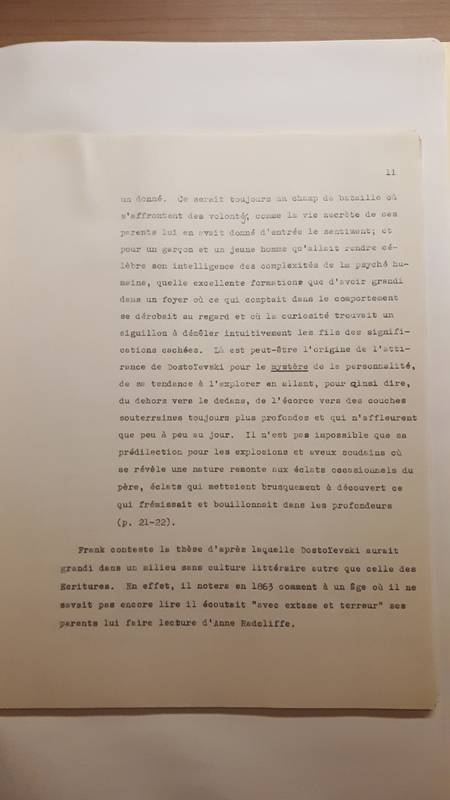 11
un donné. Ce serait toujours un champ de bataille où
s'affrontent des volontés, comme la vie secrète de ses
parents lui en avait donné d'entrée le sentiment; et
pour un garçon et un jeune homme qu'allait rendre cé-
lèbre son intelligence des complexités de la psyché hu-
maine, quelle excellente formation que d'avoir grandi
dans un foyer où ce qui comptait dans le comportement
se dérobait au regard et où la curiosité trouvait un
aiguillon à démêler intuitivement les fils des signifi-
cations cachées. Là est peut-être l'origine de l'atti-
rance de Dostoïevski pour le mystère de la personnalité,
de sa tendance à l'explorer en allant, pour ainsi dire,
du dehors vers le dedans, de l'écorce vers des couches
souterraines toujours plus profondes et qui n'affleurent
que peu à peu au jour. Il n'est pas impossible que sa
prédilection pour les explosions et aveux soudains où
se révèle une nature remonte aux éclats occasionnels du
père, éclats qui mettaient brusquement à découvert ce
qui frémissait et bouillonnait dans les profondeurs
(p. 21-22).
Frank conteste la thèse d'après laquelle Dostoïevski aurait
grandi dans un milieu sans culture littéraire autre que celle des
Ecritures. En effet, il notera en 1863 comment à un âge où il ne
savait pas encore lire il écoutait "avec extase et terreur" ses
parents lui faire lecture d'Anne Radcliffe.